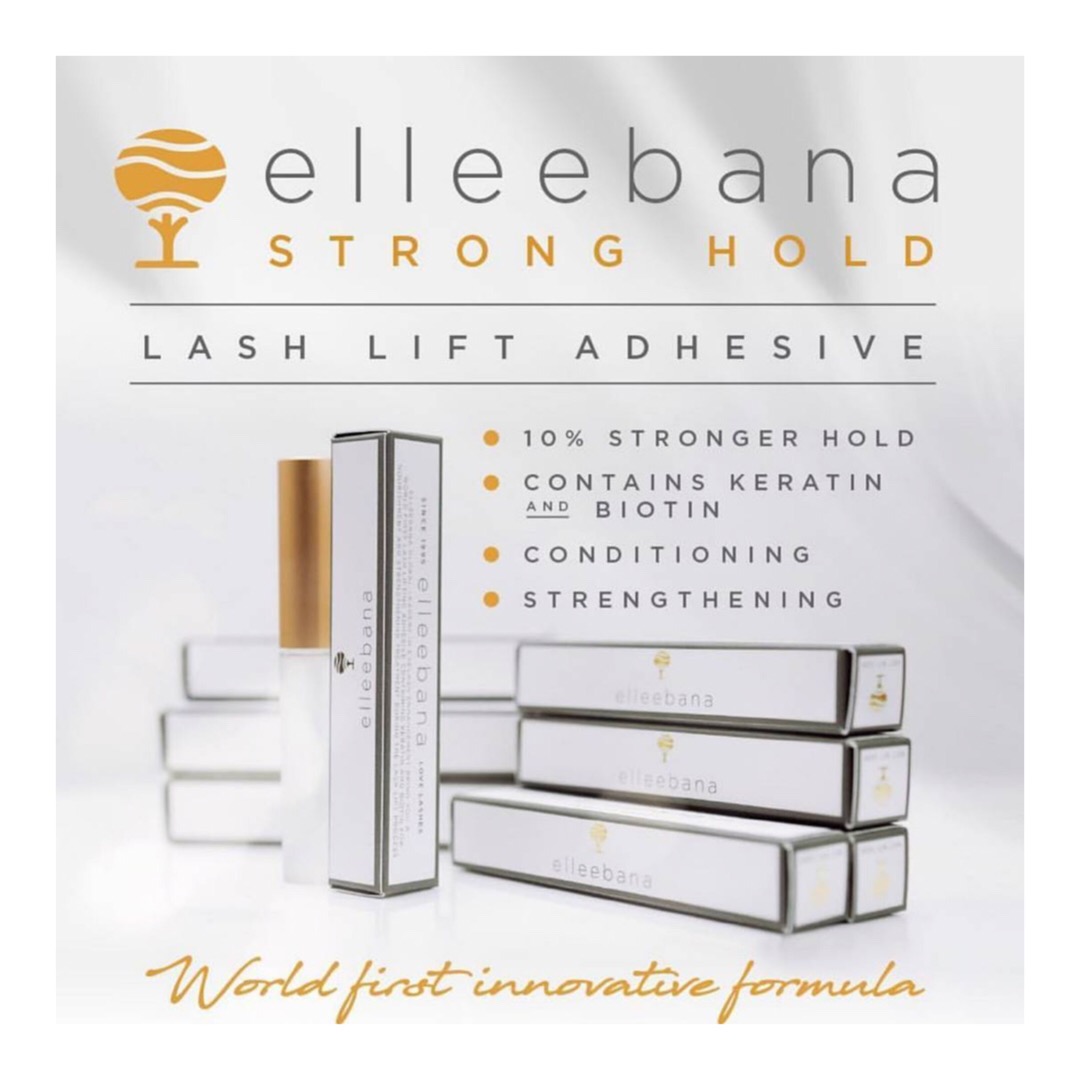 elleebana
STRONG HOLD
LASH LIFT ADHESIVE
10% STRONGER HOLD
CONTAINS KERATIN
AND BIOTIN
CONDITIONING
STRENGTHENING
elleebana
SINCE 1995 elleebana LOVE LASHES
elleebana
elleebana
elleebana
World first innovative formula